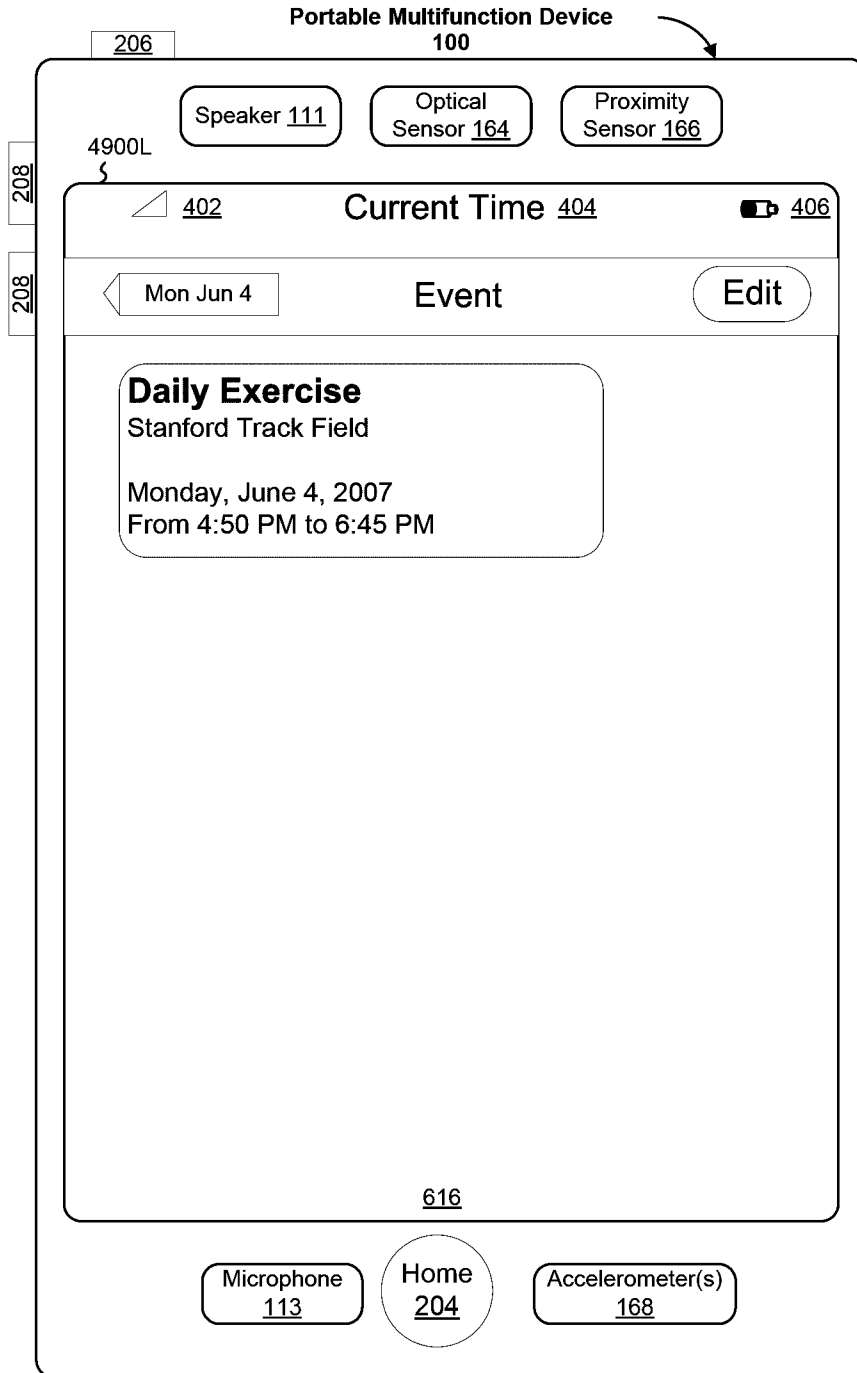 Portable Multifunction Device
100
206
Speaker 111
Optical
Sensor 164
Proximity
Sensor 166
4900L
208
208
402
Current Time 404
406
Mon Jun 4
Event
Edit
Daily Exercise
Stanford Track Field
Monday, June 4, 2007
From 4:50 PM to 6:45 PM
616
Microphone
113
Home
204
Accelerometer(s)
168